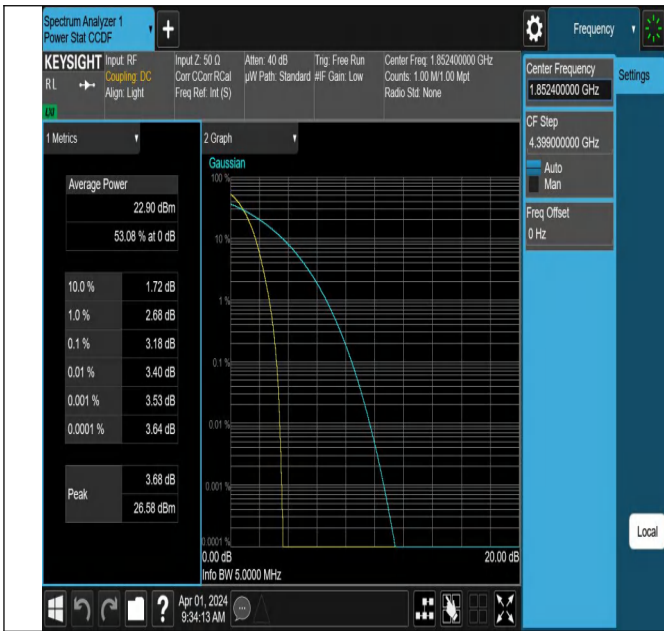 Spectrum Analyzer 1
Power Stat CCDF
+
Frequency
KEYSIGHT
RL
LXI
Input: RF
Coupling: DC
Align: Light
Input Z: 50 Ω
Corr CCorr RCal
Freq Ref: Int (S)
Atten: 40 dB
µW Path: Standard
Trig: Free Run
#IF Gain: Low
Center Freq: 1.852400000 GHz
Counts: 1.00 M/1.00 Mpt
Radio Std: None
Center Frequency
1.852400000 GHz
Settings
CF Step
4.399000000 GHz
Auto
Man
Freq Offset
0 Hz
1 Metrics
Average Power
22.90 dBm
53.08 % at 0 dB
10.0 % 1.72 dB
1.0 % 2.68 dB
0.1 % 3.18 dB
0.01 % 3.40 dB
0.001 % 3.53 dB
0.0001 % 3.64 dB
Peak
3.68 dB
26.58 dBm
2 Graph
Gaussian
100 %
10 %
1 %
0.1 %
0.01 %
0.001 %
0.0001 %
0.00 dB
20.00 dB
Info BW 5.0000 MHz
Local
?
Apr 01, 2024
9:34:13 AM